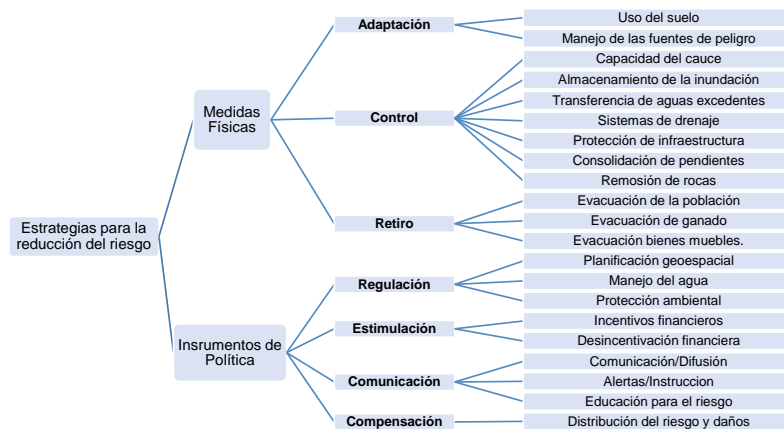 Estrategias para la
reducción del riesgo
Medidas
Físicas
Adaptación
Uso del suelo
Manejo de las fuentes de peligro
Control
Capacidad del cauce
Almacenamiento de la inundación
Transferencia de aguas excedentes
Sistemas de drenaje
Protección de infraestructura
Consolidación de pendientes
Remosión de rocas
Retiro
Evacuación de la población
Evacuación de ganado
Evacuación bienes muebles.
Insrumentos de
Política
Regulación
Planificación geoespacial
Manejo del agua
Protección ambiental
Estimulación
Incentivos financieros
Desincentivación financiera
Comunicación
Comunicación/Difusión
Alertas/Instruccion
Educación para el riesgo
Compensación
Distribución del riesgo y daños